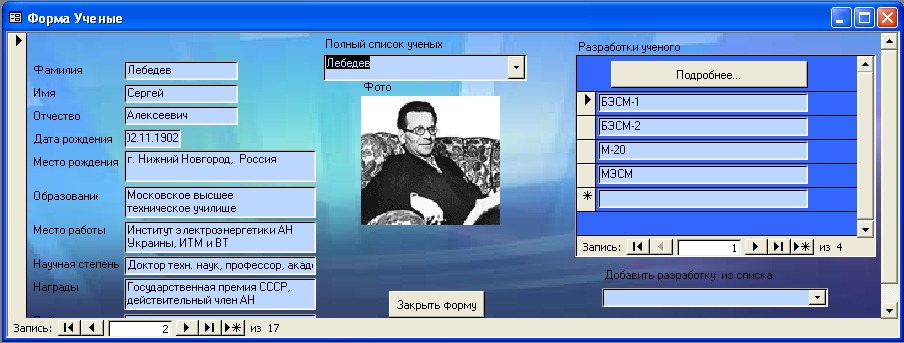 Форма Ученые
Полный список ученых
Лебедев
Фото
Разработки ученого
Подробнее...
БЭСМ-1
БЭСМ-2
М-20
МЭСМ
Запись: 1 из 4
Добавить разработку из списка
Фамилия Лебедев
Имя Сергей
Отчество Алексеевич
Дата рождения 02.11.1902
Место рождения г. Нижний Новгород, Россия
Образование Московское высшее
техническое училище
Место работы Институт электроэнергетики АН
Украины, ИТМ и ВТ
Научная степень Доктор техн. наук, профессор,
Награды Государственная премия СССР,
действительный член АН
Закрыть форму
Запись: 2 из 17